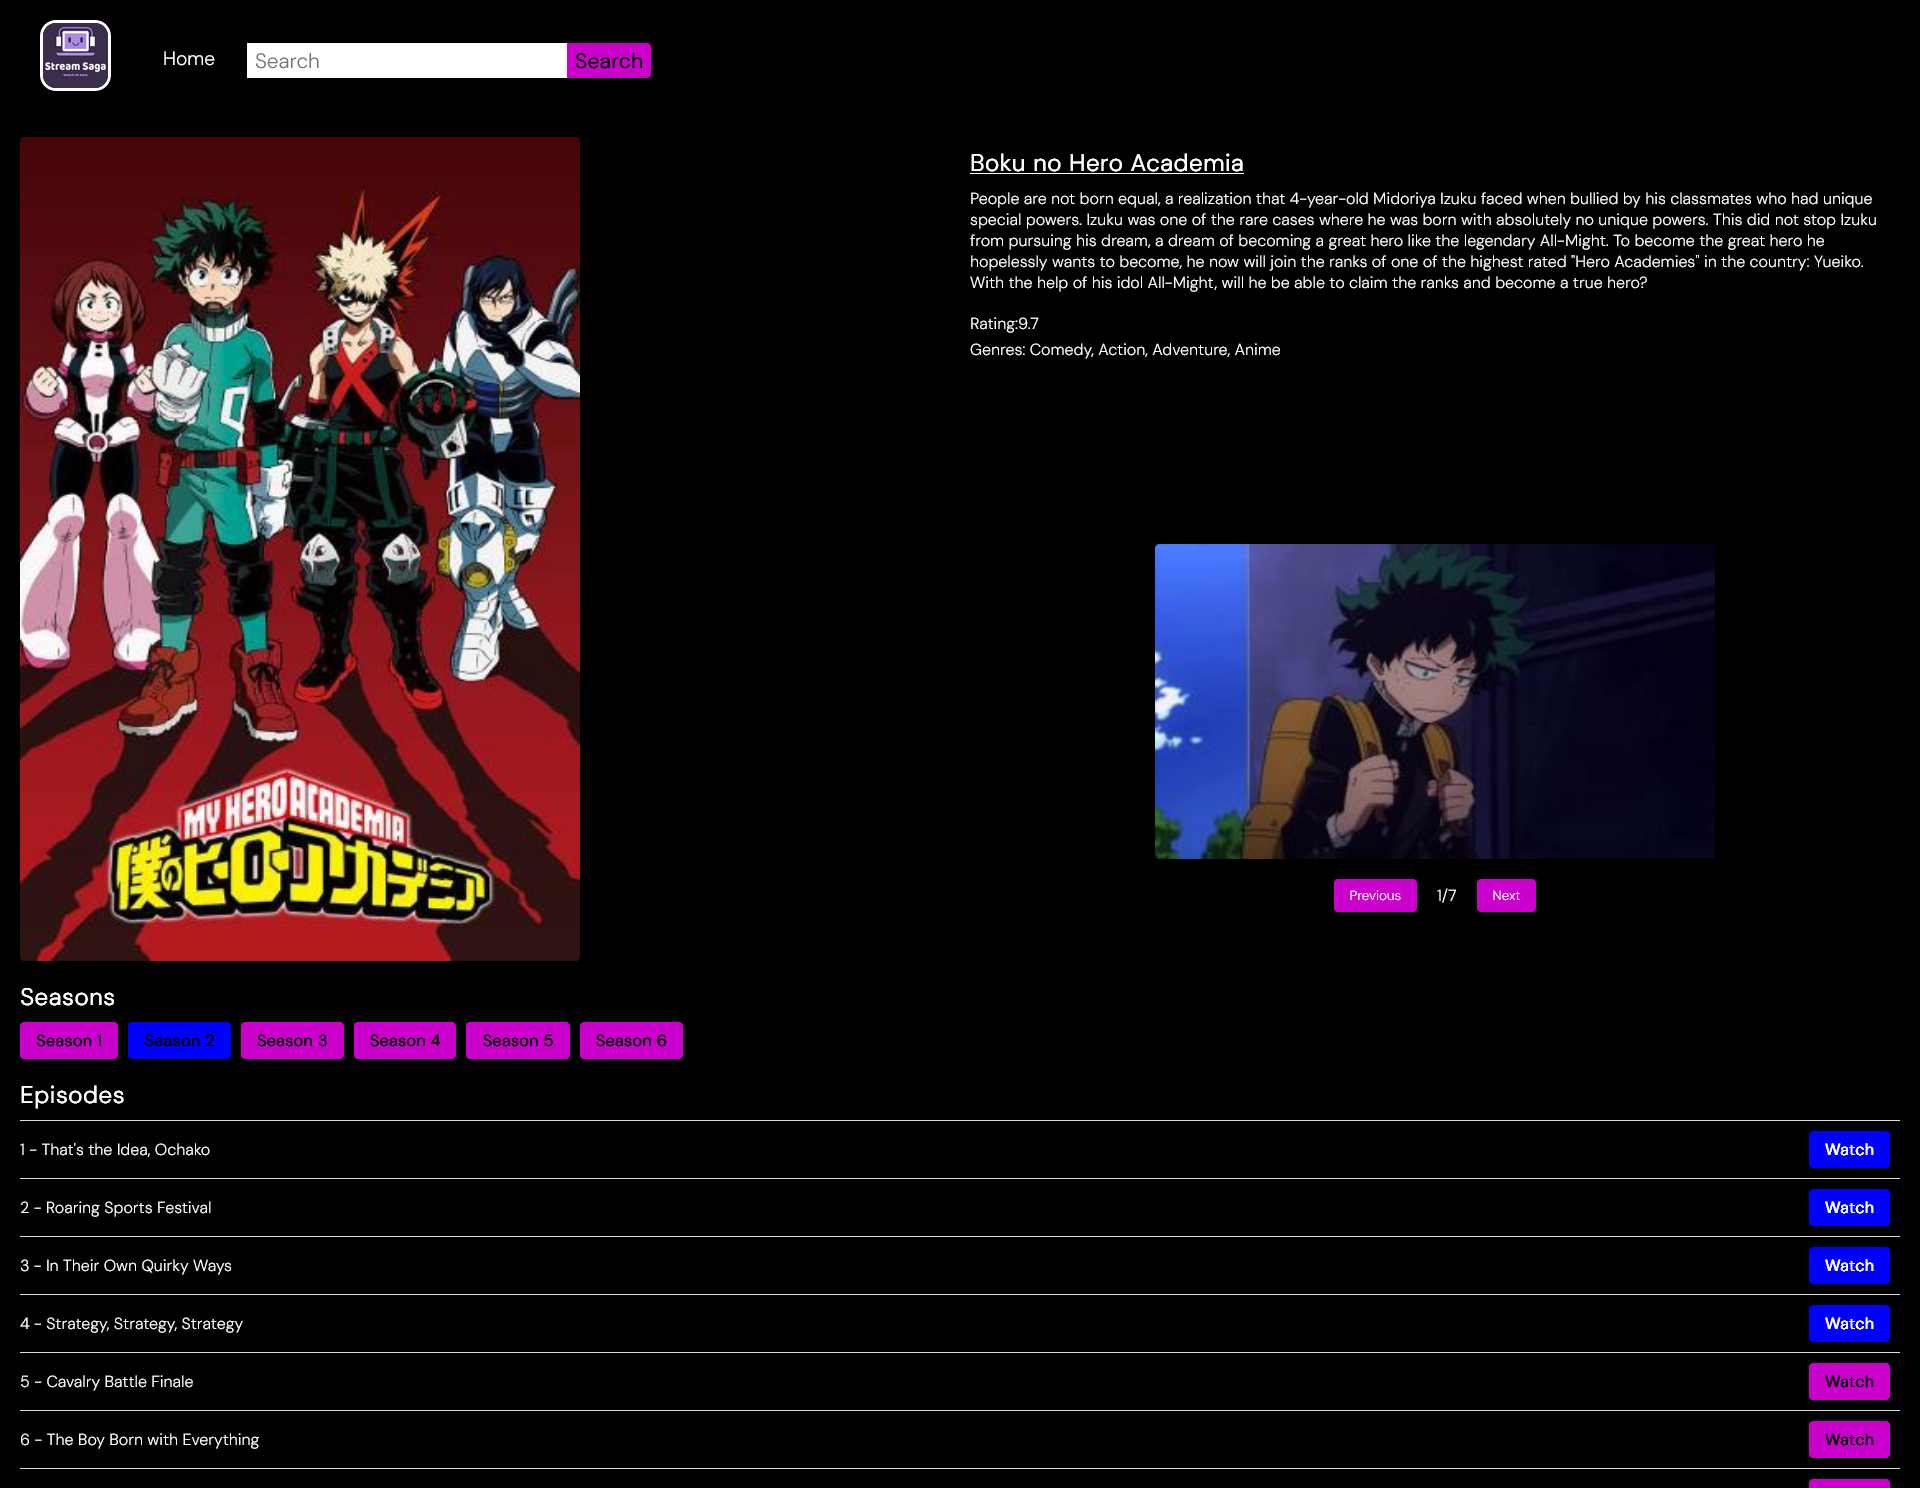 Stream Saga
Home
Search
Search
MY HERO ACADEMIA
僕のヒーローアカデミア
Boku no Hero Academia
People are not born equal, a realization that 4-year-old Midoriya Izuku faced when bullied by his classmates who had unique
special powers. Izuku was one of the rare cases where he was born with absolutely no unique powers. This did not stop Izuku
from pursuing his dream, a dream of becoming a great hero like the legendary All-Might. To become the great hero he
hopelessly wants to become, he now will join the ranks of one of the highest rated "Hero Academies" in the country: Yueiko.
With the help of his idol All-Might, will he be able to claim the ranks and become a true hero?
Rating:9.7
Genres: Comedy, Action, Adventure, Anime
Previous
1/7
Next
Seasons
Season 1
Season 2
Season 3
Season 4
Season 5
Season 6
Episodes
1 - That's the Idea, Ochako
Watch
2 - Roaring Sports Festival
Watch
3 - In Their Own Quirky Ways
Watch
4 - Strategy, Strategy, Strategy
Watch
5 - Cavalry Battle Finale
Watch
6 - The Boy Born with Everything
Watch